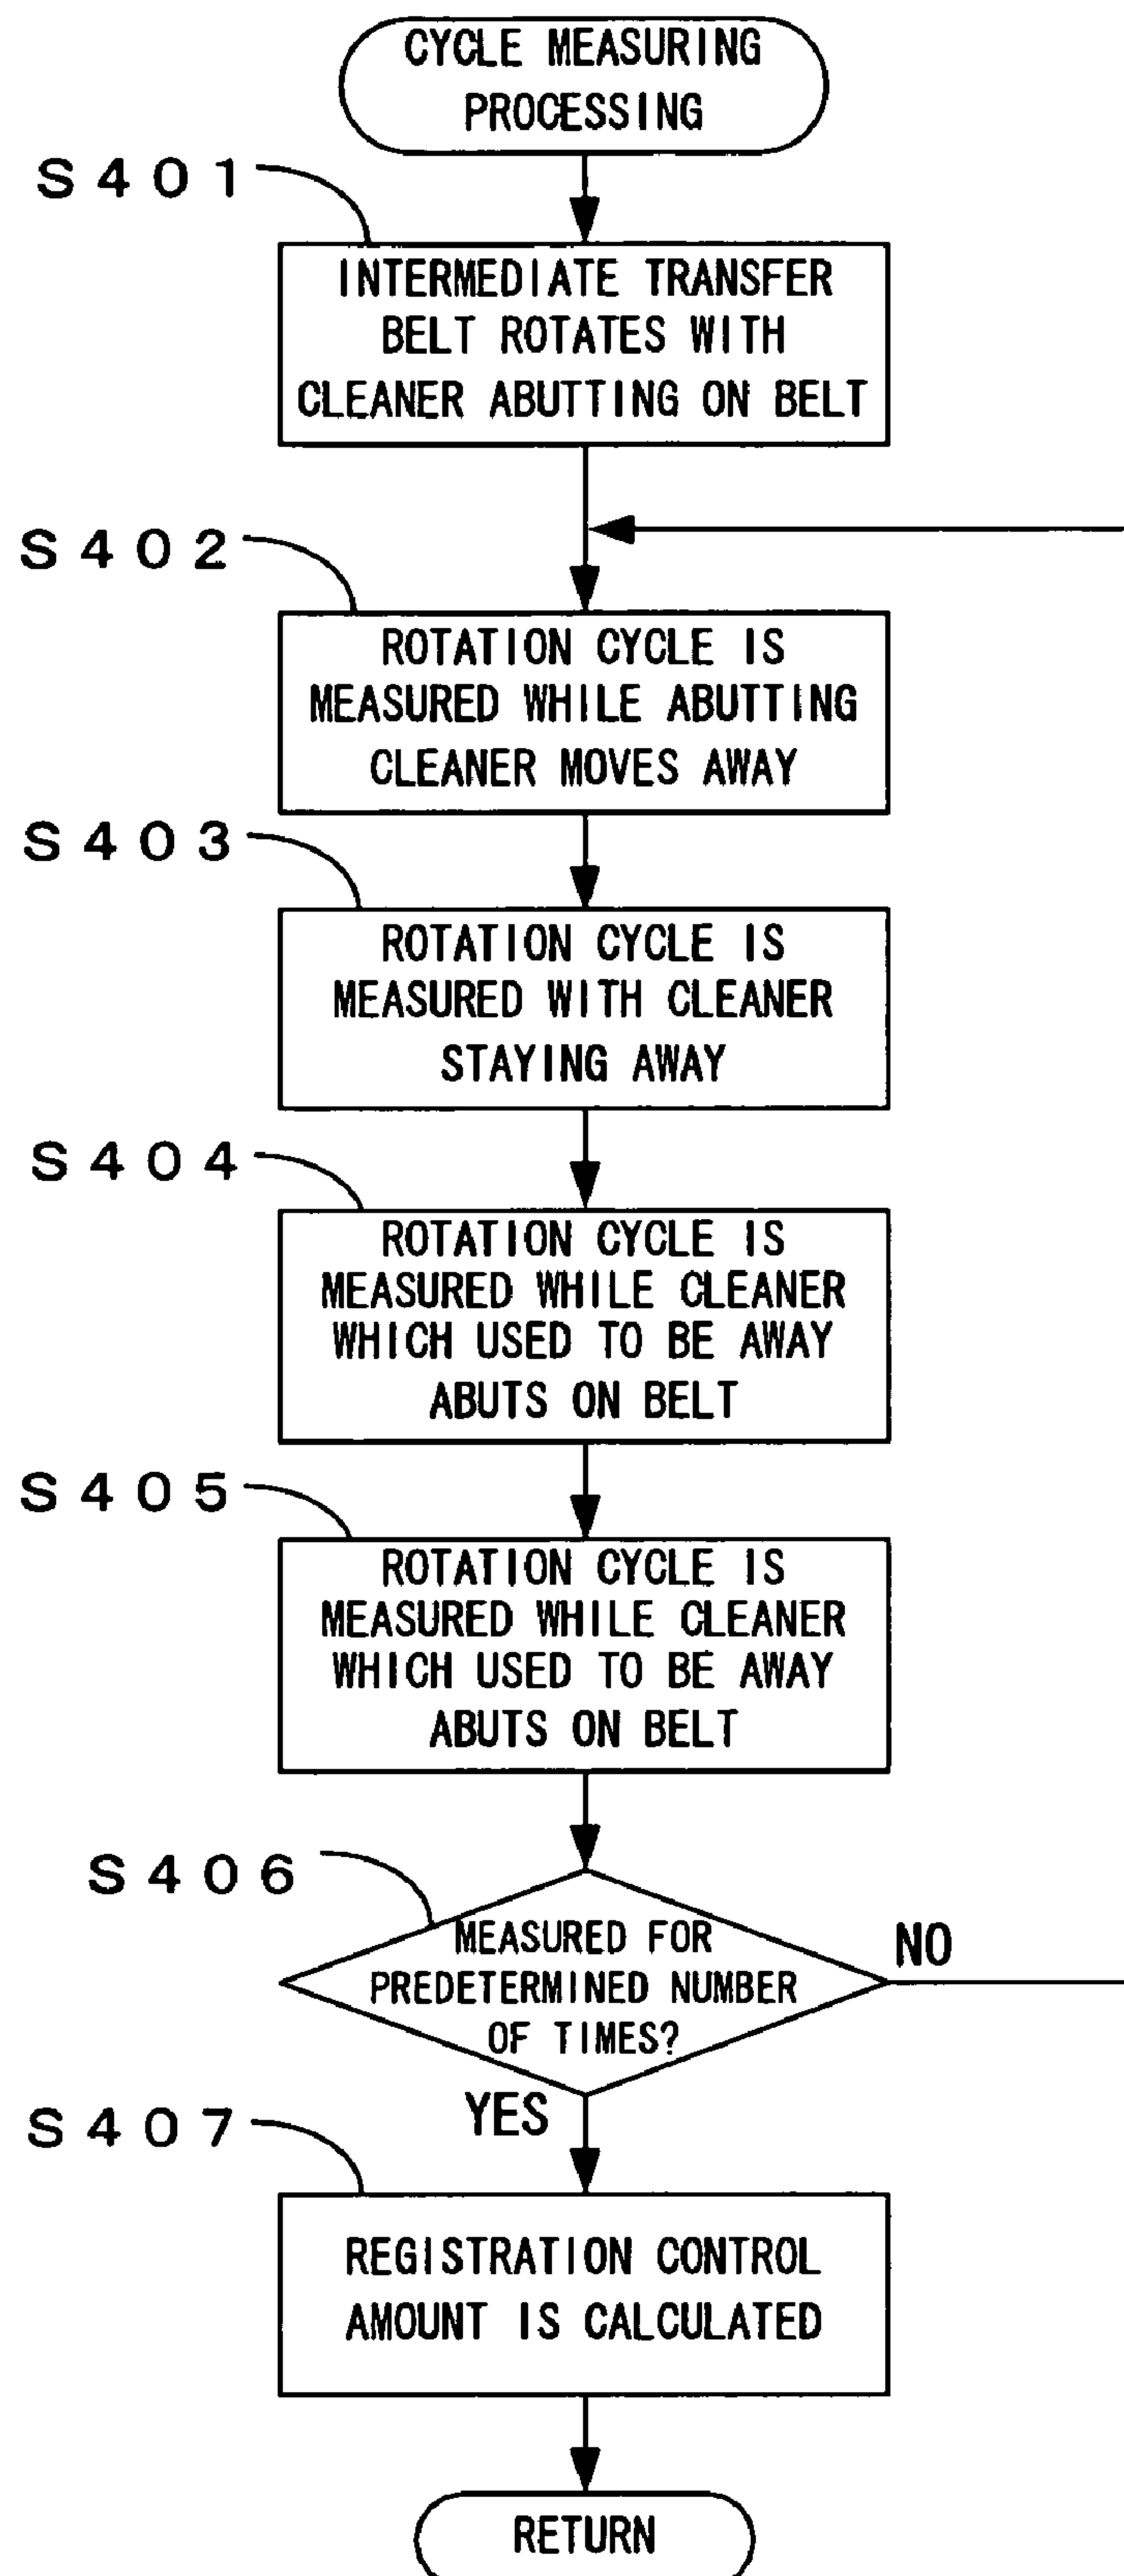 CYCLE MEASURING
PROCESSING
S401
INTERMEDIATE TRANSFER
BELT ROTATES WITH
CLEANER ABUTTING ON BELT
S402
ROTATION CYCLE IS
MEASURED WHILE ABUTTING
CLEANER MOVES AWAY
S403
ROTATION CYCLE IS
MEASURED WITH CLEANER
STAYING AWAY
S404
ROTATION CYCLE IS
MEASURED WHILE CLEANER
WHICH USED TO BE AWAY
ABUTS ON BELT
S405
ROTATION CYCLE IS
MEASURED WHILE CLEANER
WHICH USED TO BE AWAY
ABUTS ON BELT
S406
MEASURED FOR
PREDETERMINED NUMBER
OF TIMES?
NO
YES
S407
REGISTRATION CONTROL
AMOUNT IS CALCULATED
RETURN